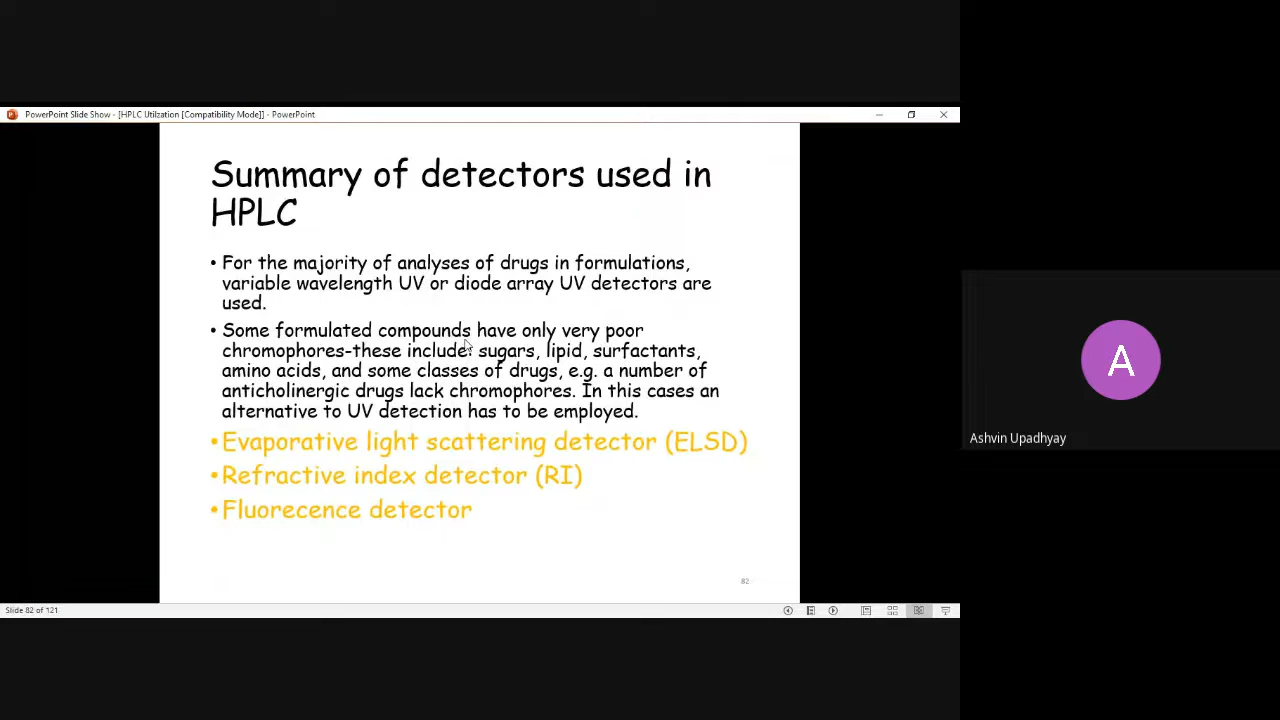 PowerPoint Slide Show - [HPLC Utilzation [Compatibility Mode]] - PowerPoint
Summary of detectors used in
HPLC
• For the majority of analyses of drugs in formulations,
variable wavelength UV or diode array UV detectors are
used.
• Some formulated compounds have only very poor
chromophores-these include: sugars, lipid, surfactants,
amino acids, and some classes of drugs, e.g. a number of
anticholinergic drugs lack chromophores. In this cases an
alternative to UV detection has to be employed.
• Evaporative light scattering detector (ELSD)
• Refractive index detector (RI)
• Fluorecence detector
82
Slide 82 of 121
A
Ashvin Upadhyay